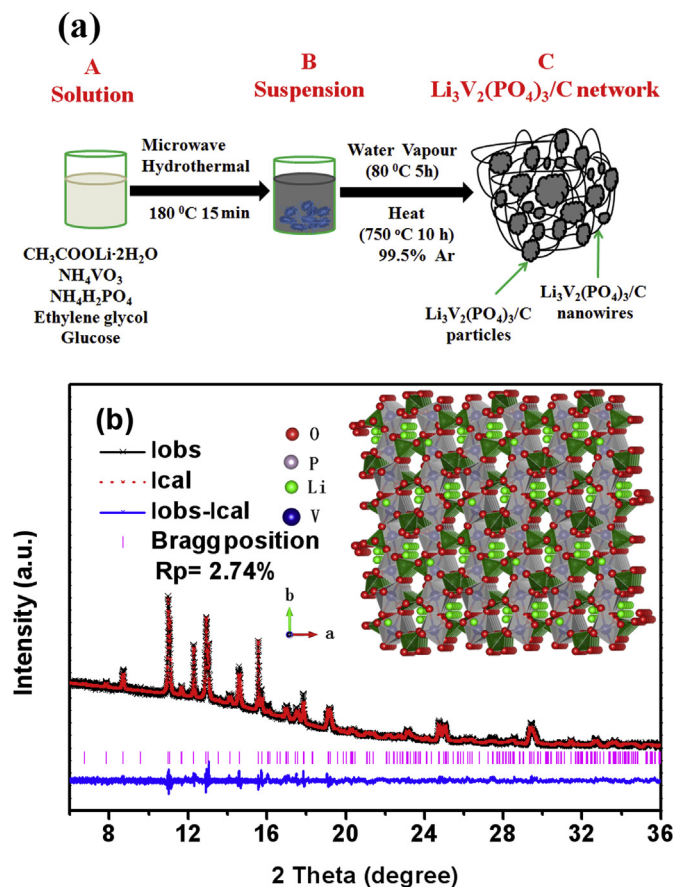 (a)
A
Solution
B
Suspension
C
Li₃V₂(PO₄)₃/C network
Microwave
Hydrothermal
180 ⁰C 15 min
Water Vapour
(80 ⁰C 5h)
Heat
(750 °C 10 h)
99.5% Ar
CH₃COOLi·2H₂O
NH₄VO₃
NH₄H₂PO₄
Ethylene glycol
Glucose
Li₃V₂(PO₄)₃/C
particles
Li₃V₂(PO₄)₃/C
nanowires
(b)
Iobs
Ical
Iobs-Ical
Bragg position
Rp= 2.74%
O
P
Li
V
b
a
Intensity (a.u.)
8 12 16 20 24 28 32 36
2 Theta (degree)